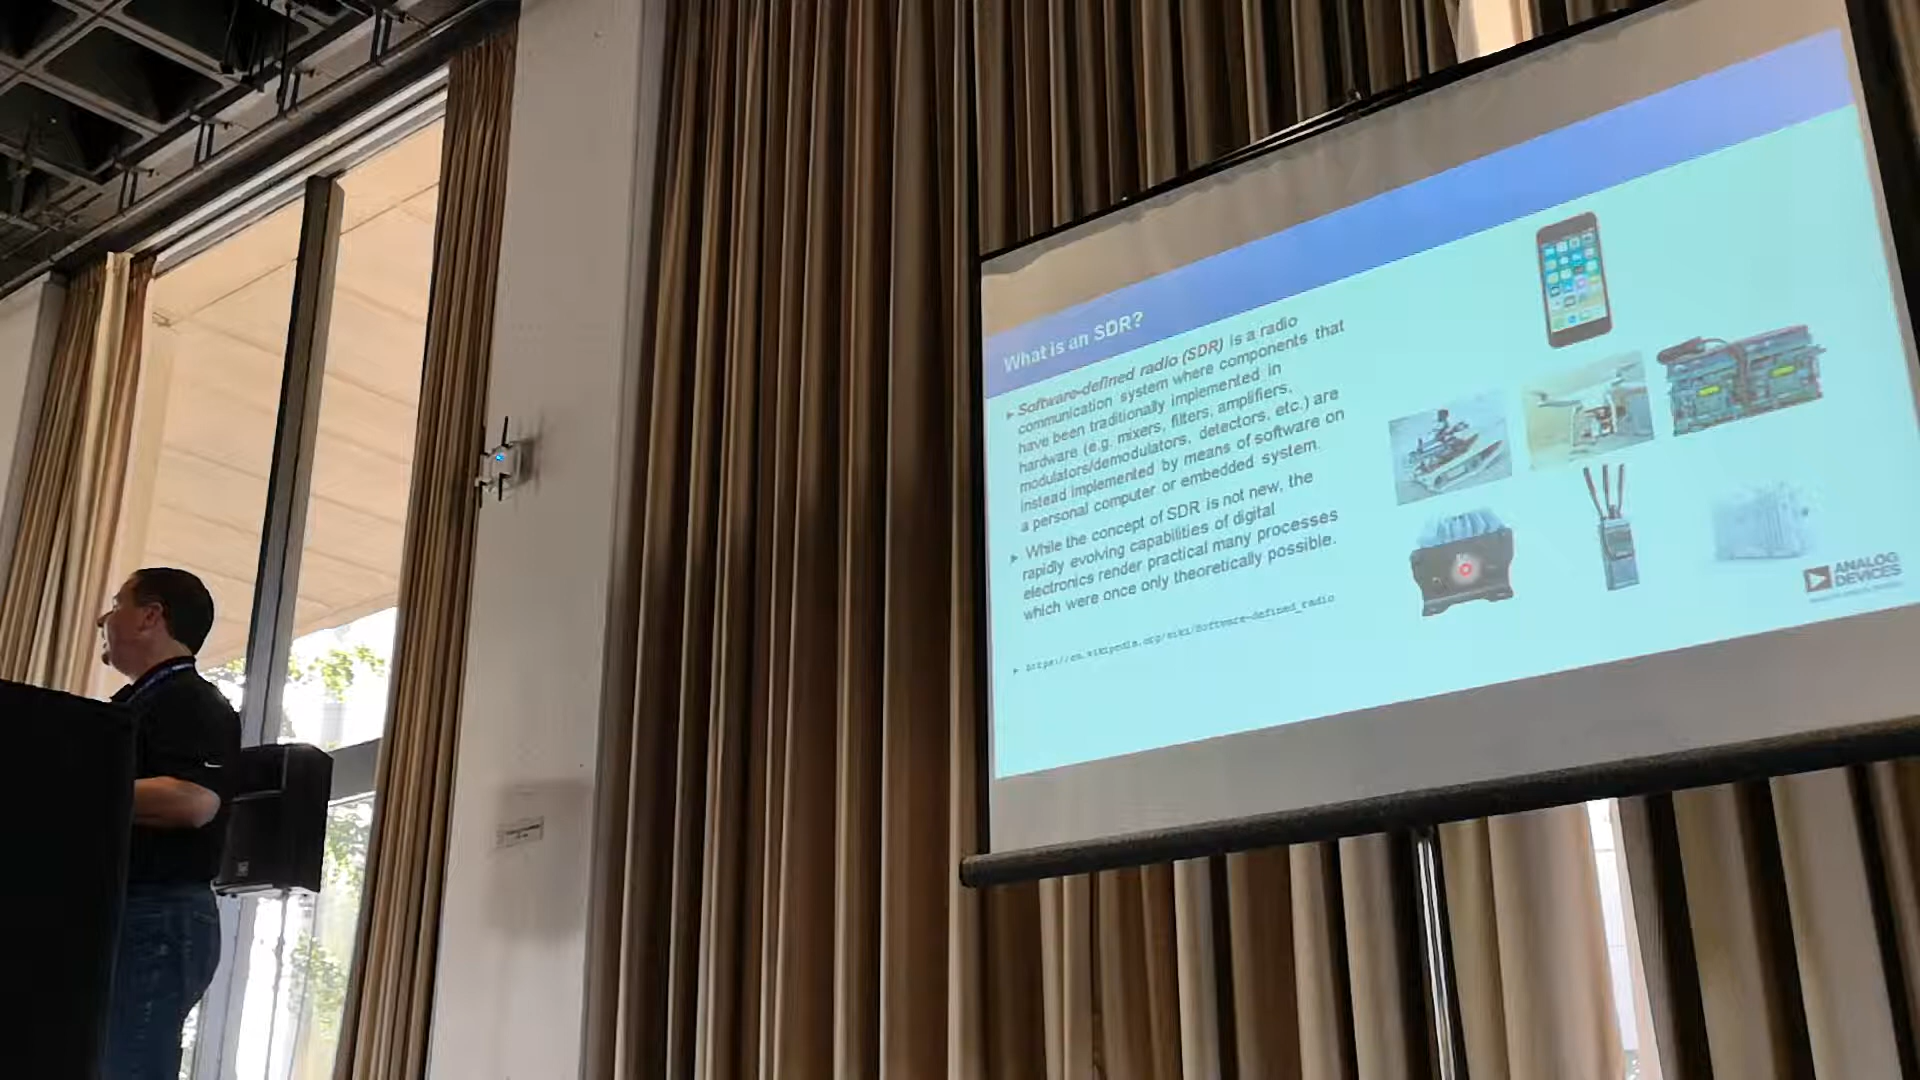 What is an SDR?
Software-defined radio (SDR) is a radio
communication system where components that
have been traditionally implemented in
hardware (e.g. mixers, filters, amplifiers,
modulators/demodulators, detectors, etc.) are
instead implemented by means of software on
a personal computer or embedded system.
While the concept of SDR is not new, the
rapidly evolving capabilities of digital
electronics render practical many processes
which were once only theoretically possible.
https://en.wikipedia.org/wiki/Software-defined_radio
ANALOG
DEVICES